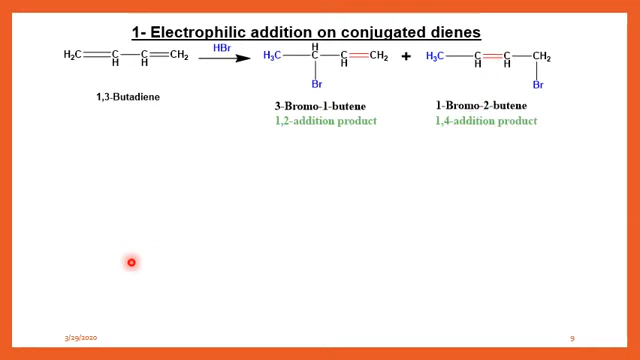 1- Electrophilic addition on conjugated dienes
H2C C H C H CH2
HBr
H3C H C Br C H CH2
+
H3C C H C H CH2 Br
1,3-Butadiene
3-Bromo-1-butene
1,2-addition product
1-Bromo-2-butene
1,4-addition product
3/29/2020
9